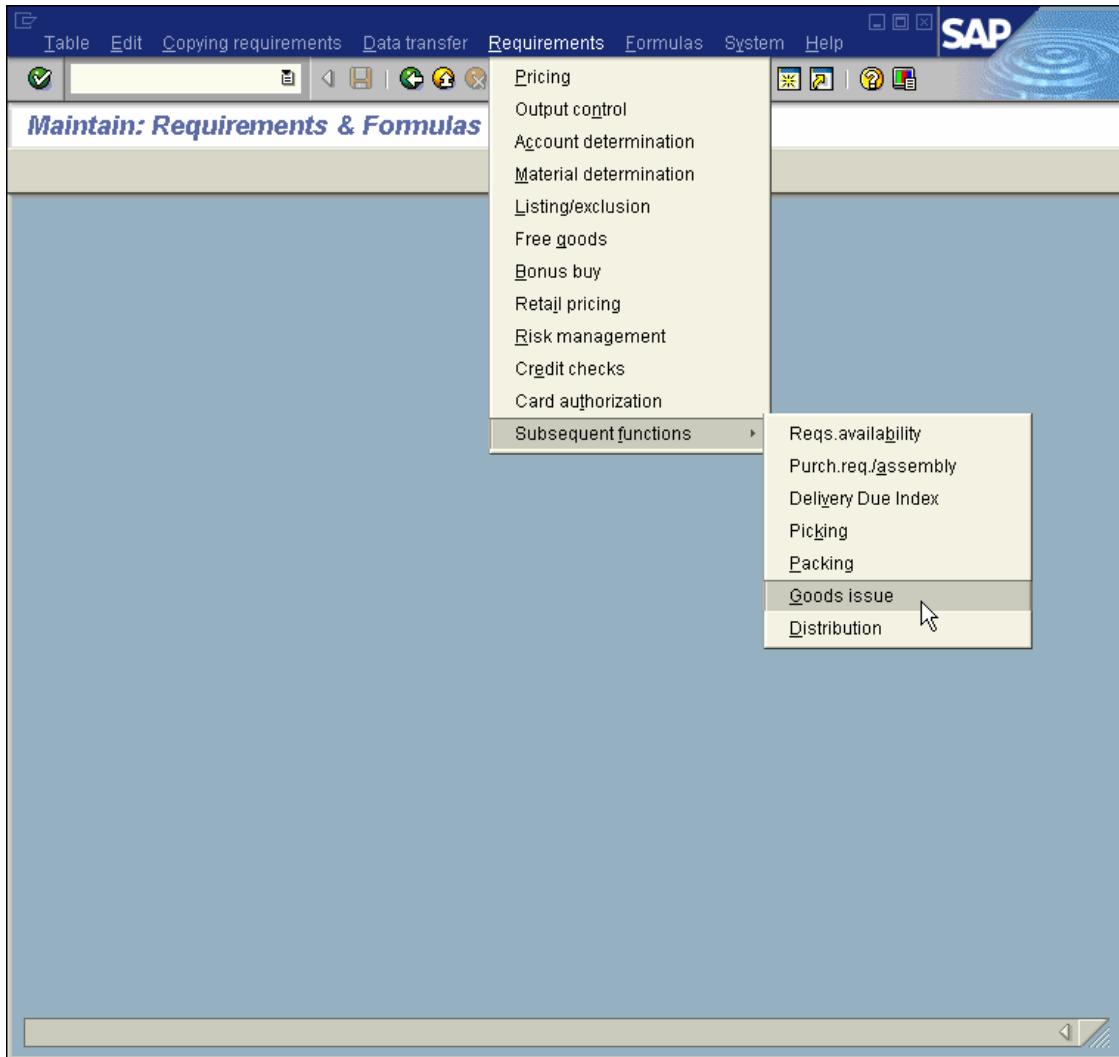 SAP
Table Edit Copying requirements Data transfer Requirements Formulas System Help
Maintain: Requirements & Formulas
Pricing
Output control
Account determination
Material determination
Listing/exclusion
Free goods
Bonus buy
Retail pricing
Risk management
Credit checks
Card authorization
Subsequent functions
Reqs.availability
Purch.req./assembly
Delivery Due Index
Picking
Packing
Goods issue
Distribution